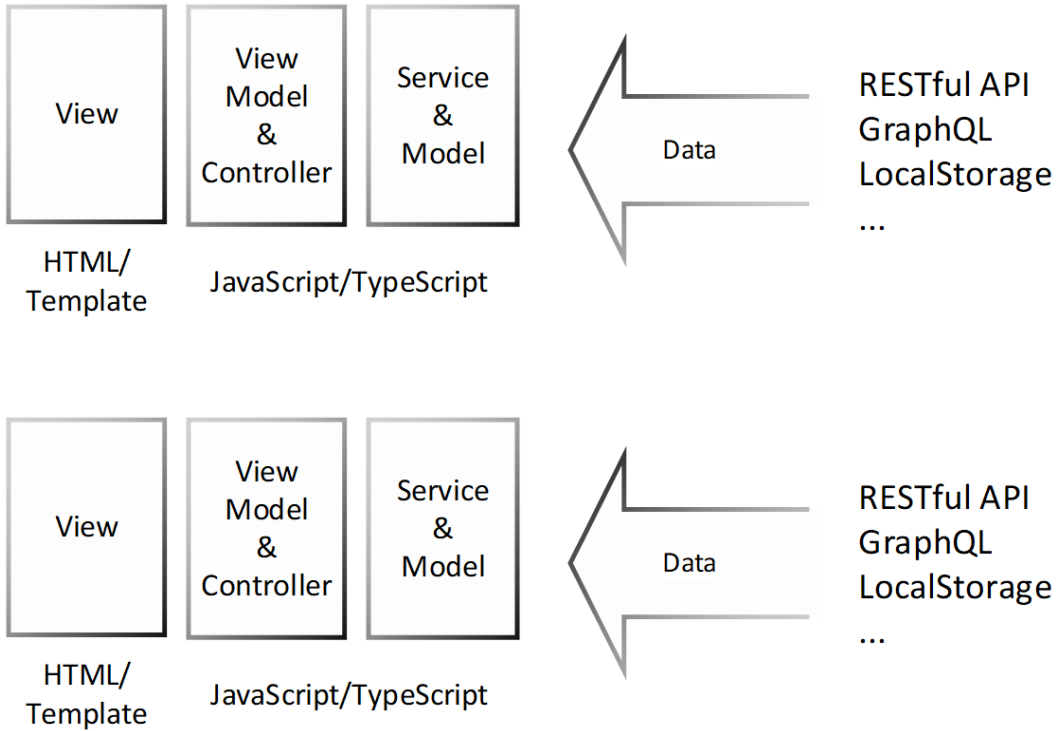 View
View
Model
&
Controller
Service
&
Model
Data
RESTful API
GraphQL
LocalStorage
...
HTML/
Template
JavaScript/TypeScript
View
View
Model
&
Controller
Service
&
Model
Data
RESTful API
GraphQL
LocalStorage
...
HTML/
Template
JavaScript/TypeScript